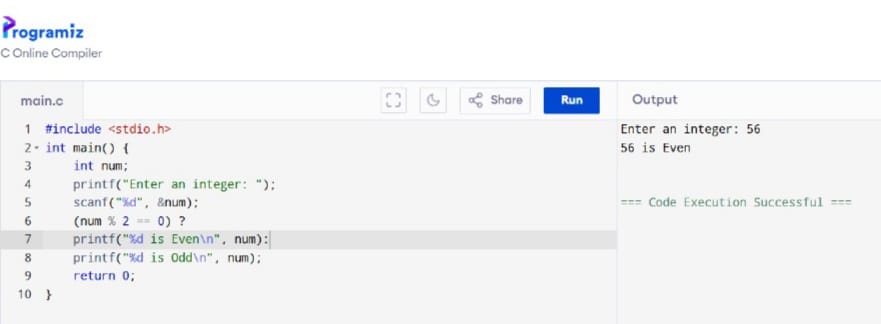 Programiz
C Online Compiler
main.c
Share
Run
Output
1 #include <stdio.h>
2 int main() {
3 int num;
4 printf("Enter an integer: ");
5 scanf("%d", &num);
6 (num % 2 == 0) ?
7 printf("%d is Even\n", num):
8 printf("%d is Odd\n", num);
9 return 0;
10 }
Enter an integer: 56
56 is Even
=== Code Execution Successful ===